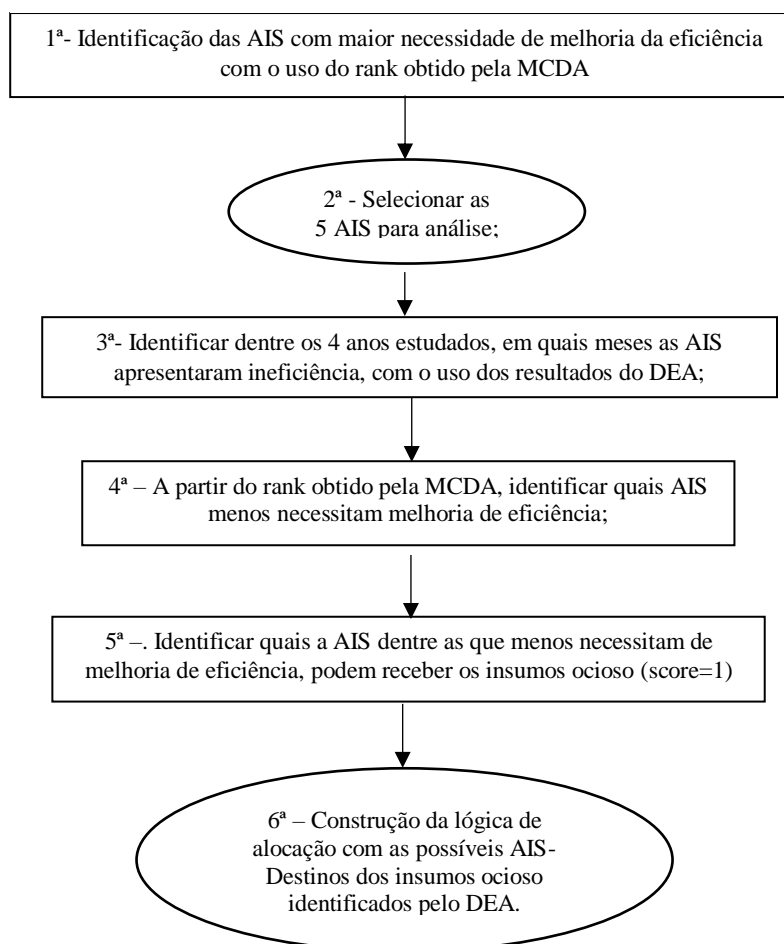 1ª- Identificação das AIS com maior necessidade de melhoria da eficiência
com o uso do rank obtido pela MCDA
2ª - Selecionar as
5 AIS para análise;
3ª- Identificar dentre os 4 anos estudados, em quais meses as AIS
apresentaram ineficiência, com o uso dos resultados do DEA;
4ª – A partir do rank obtido pela MCDA, identificar quais AIS
menos necessitam melhoria de eficiência;
5ª –. Identificar quais a AIS dentre as que menos necessitam de
melhoria de eficiência, podem receber os insumos ocioso (score=1)
6ª – Construção da lógica de
alocação com as possíveis AIS-
Destinos dos insumos ocioso
identificados pelo DEA.